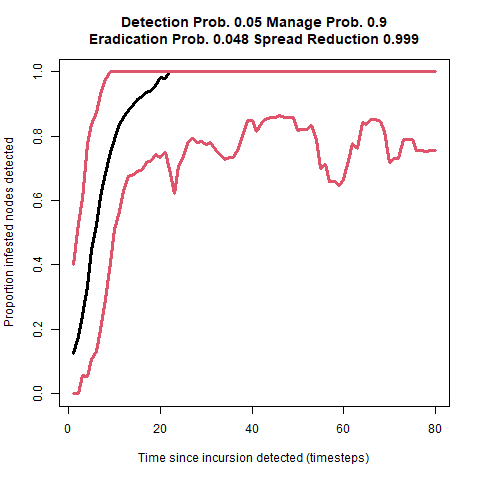 Detection Prob. 0.05 Manage Prob. 0.9
Eradication Prob. 0.048 Spread Reduction 0.999
Proportion infested nodes detected
1.0
0.8
0.6
0.4
0.2
0.0
0 20 40 60 80
Time since incursion detected (timesteps)